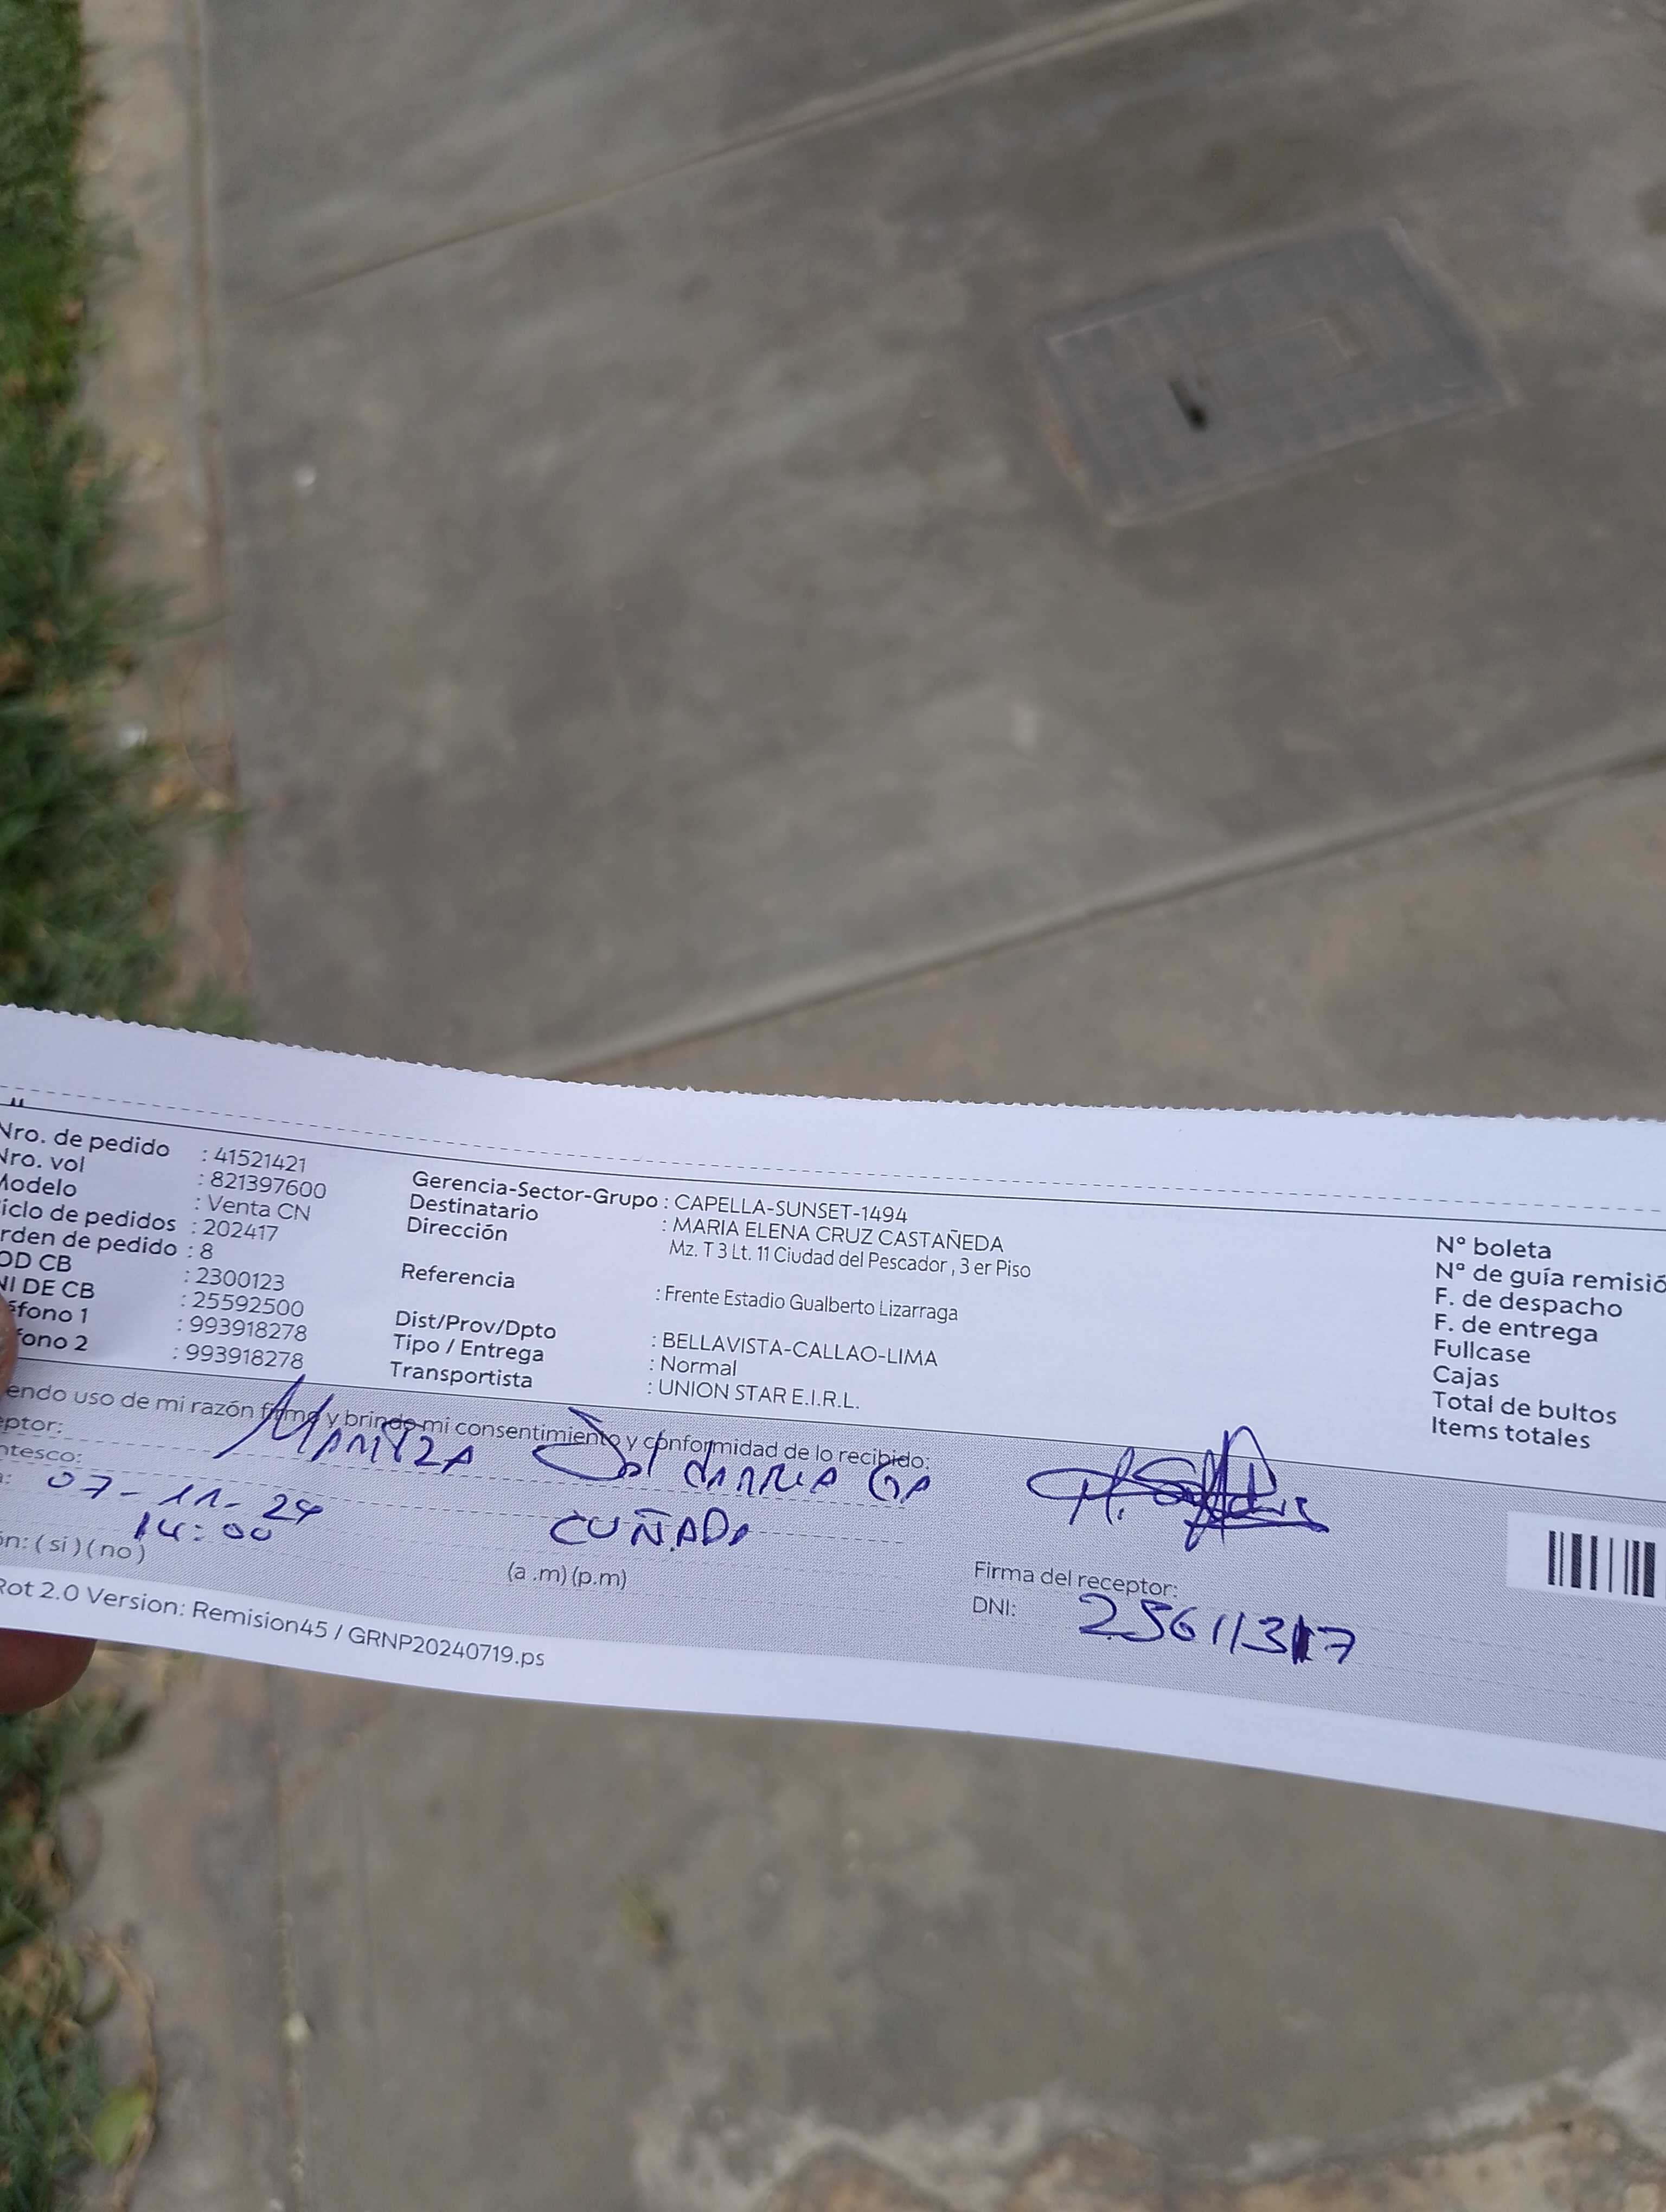 Nro. de pedido : 41521421
Nro. vol : 821397600
Modelo : Venta CN
iclo de pedidos : 202417
rden de pedido : 8
OD CB : 2300123
NI DE CB : 25592500
éfono 1 : 993918278
fono 2 : 993918278
Gerencia-Sector-Grupo : CAPELLA-SUNSET-1494
Destinatario : MARIA ELENA CRUZ CASTAÑEDA
Dirección Mz. T 3 Lt. 11 Ciudad del Pescador , 3 er Piso
Referencia : Frente Estadio Gualberto Lizarraga
Dist/Prov/Dpto : BELLAVISTA-CALLAO-LIMA
Tipo / Entrega : Normal
Transportista : UNION STAR E.I.R.L.
N° boleta
N° de guía remisió
F. de despacho
F. de entrega
Fullcase
Cajas
Total de bultos
Items totales
endo uso de mi razón firmo y brindo mi consentimiento y conformidad de lo recibido:
eptor: MARITZA
ntesco: CUÑADA
a: 07-11-24
14:00
(a .m) (p.m)
ón: ( si ) ( no )
Firma del receptor:
DNI:
Rot 2.0 Version: Remision45 / GRNP20240719.ps